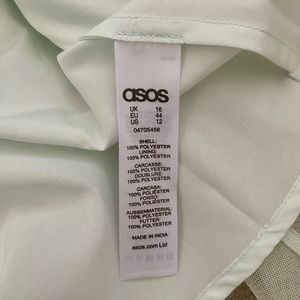 asos
UK 16
EU 44
US 12
04705456
SHELL:
100% POLYESTER
LINING:
100% POLYESTER
CARCASSE:
100% POLYESTER
DOUBLURE:
100% POLYESTER
CARCASA:
100% POLYESTER
FORRO:
100% POLYESTER
AUSSENMATERIAL:
100% POLYESTER
FUTTER:
100% POLYESTER
MADE IN INDIA
asos.com Ltd